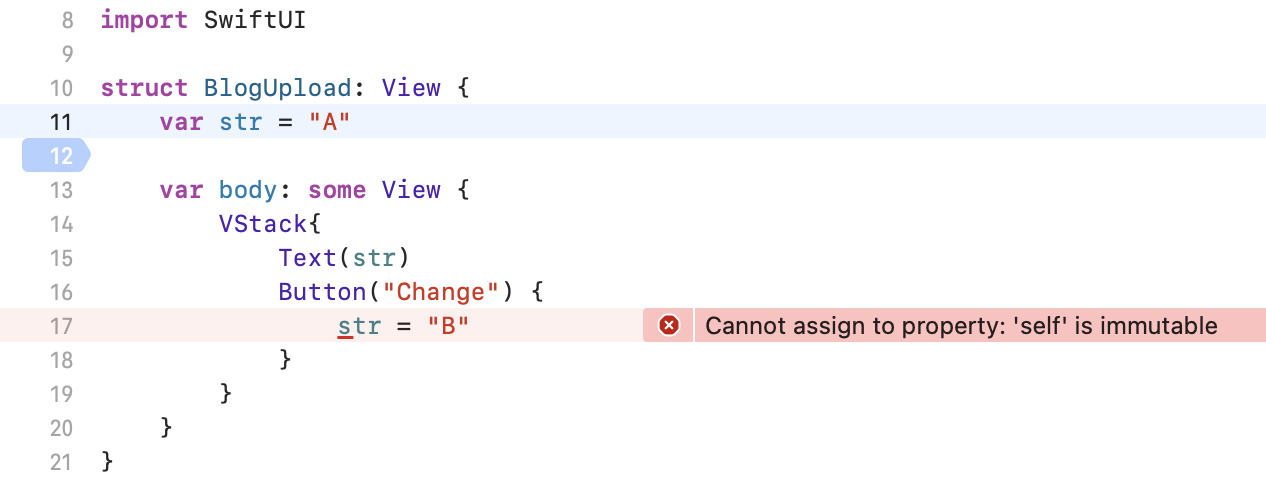 8 import SwiftUI
9
10 struct BlogUpload: View {
11     var str = "A"
12
13     var body: some View {
14         VStack{
15             Text(str)
16             Button("Change") {
17                 str = "B" Cannot assign to property: 'self' is immutable
18             }
19         }
20     }
21 }